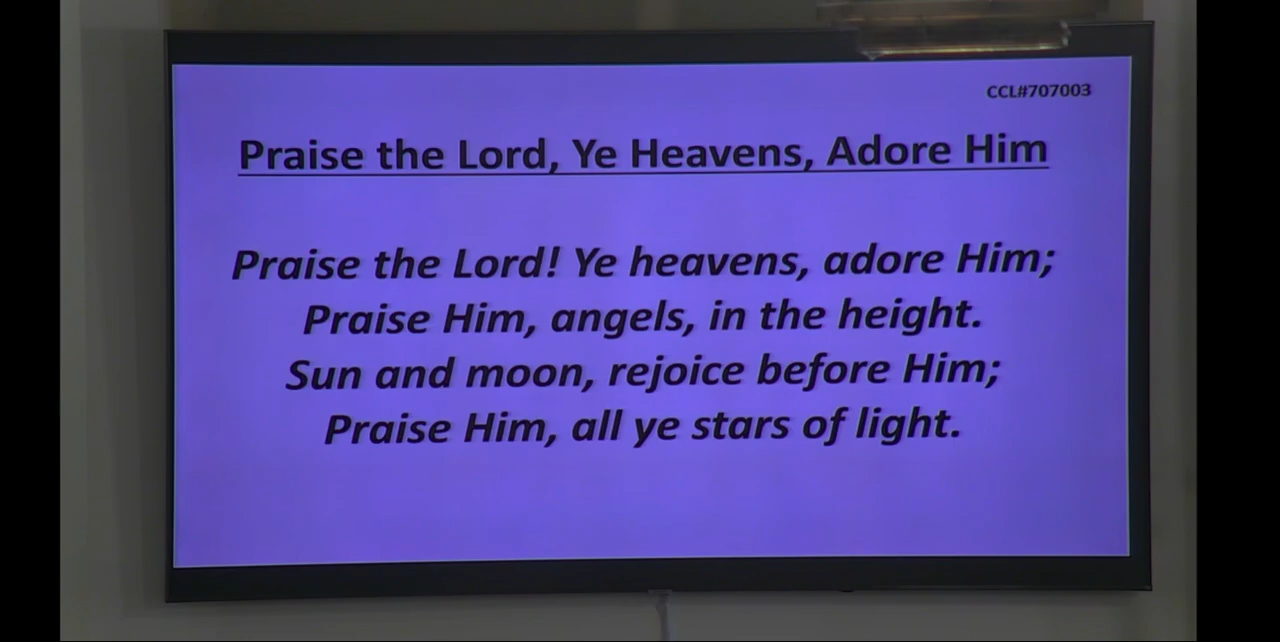 CCL#707003
Praise the Lord, Ye Heavens, Adore Him
Praise the Lord! Ye heavens, adore Him;
Praise Him, angels, in the height.
Sun and moon, rejoice before Him;
Praise Him, all ye stars of light.